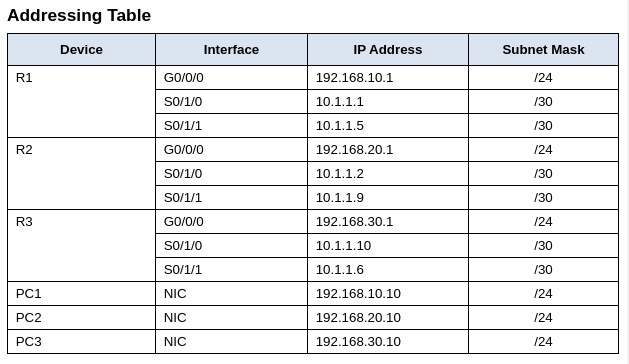 Addressing Table
Device Interface IP Address Subnet Mask
R1 G0/0/0 192.168.10.1 /24
S0/1/0 10.1.1.1 /30
S0/1/1 10.1.1.5 /30
R2 G0/0/0 192.168.20.1 /24
S0/1/0 10.1.1.2 /30
S0/1/1 10.1.1.9 /30
R3 G0/0/0 192.168.30.1 /24
S0/1/0 10.1.1.10 /30
S0/1/1 10.1.1.6 /30
PC1 NIC 192.168.10.10 /24
PC2 NIC 192.168.20.10 /24
PC3 NIC 192.168.30.10 /24